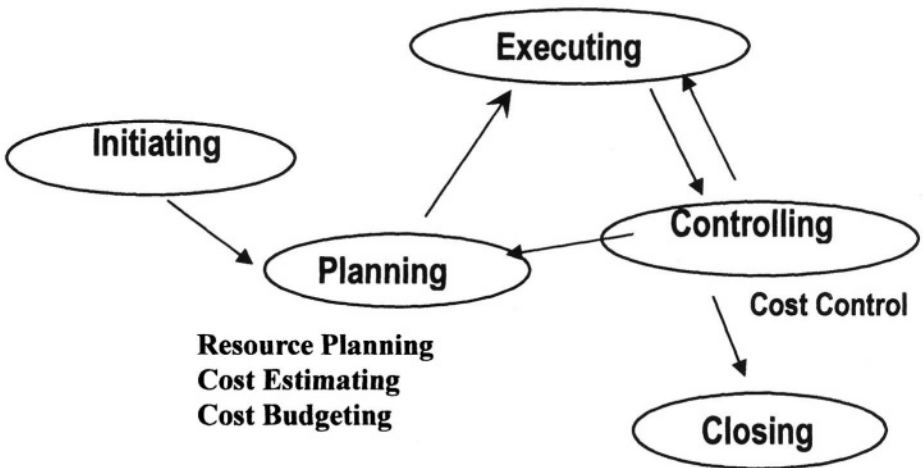 Executing
Initiating
Controlling
Planning
Cost Control
Resource Planning
Cost Estimating
Cost Budgeting
Closing